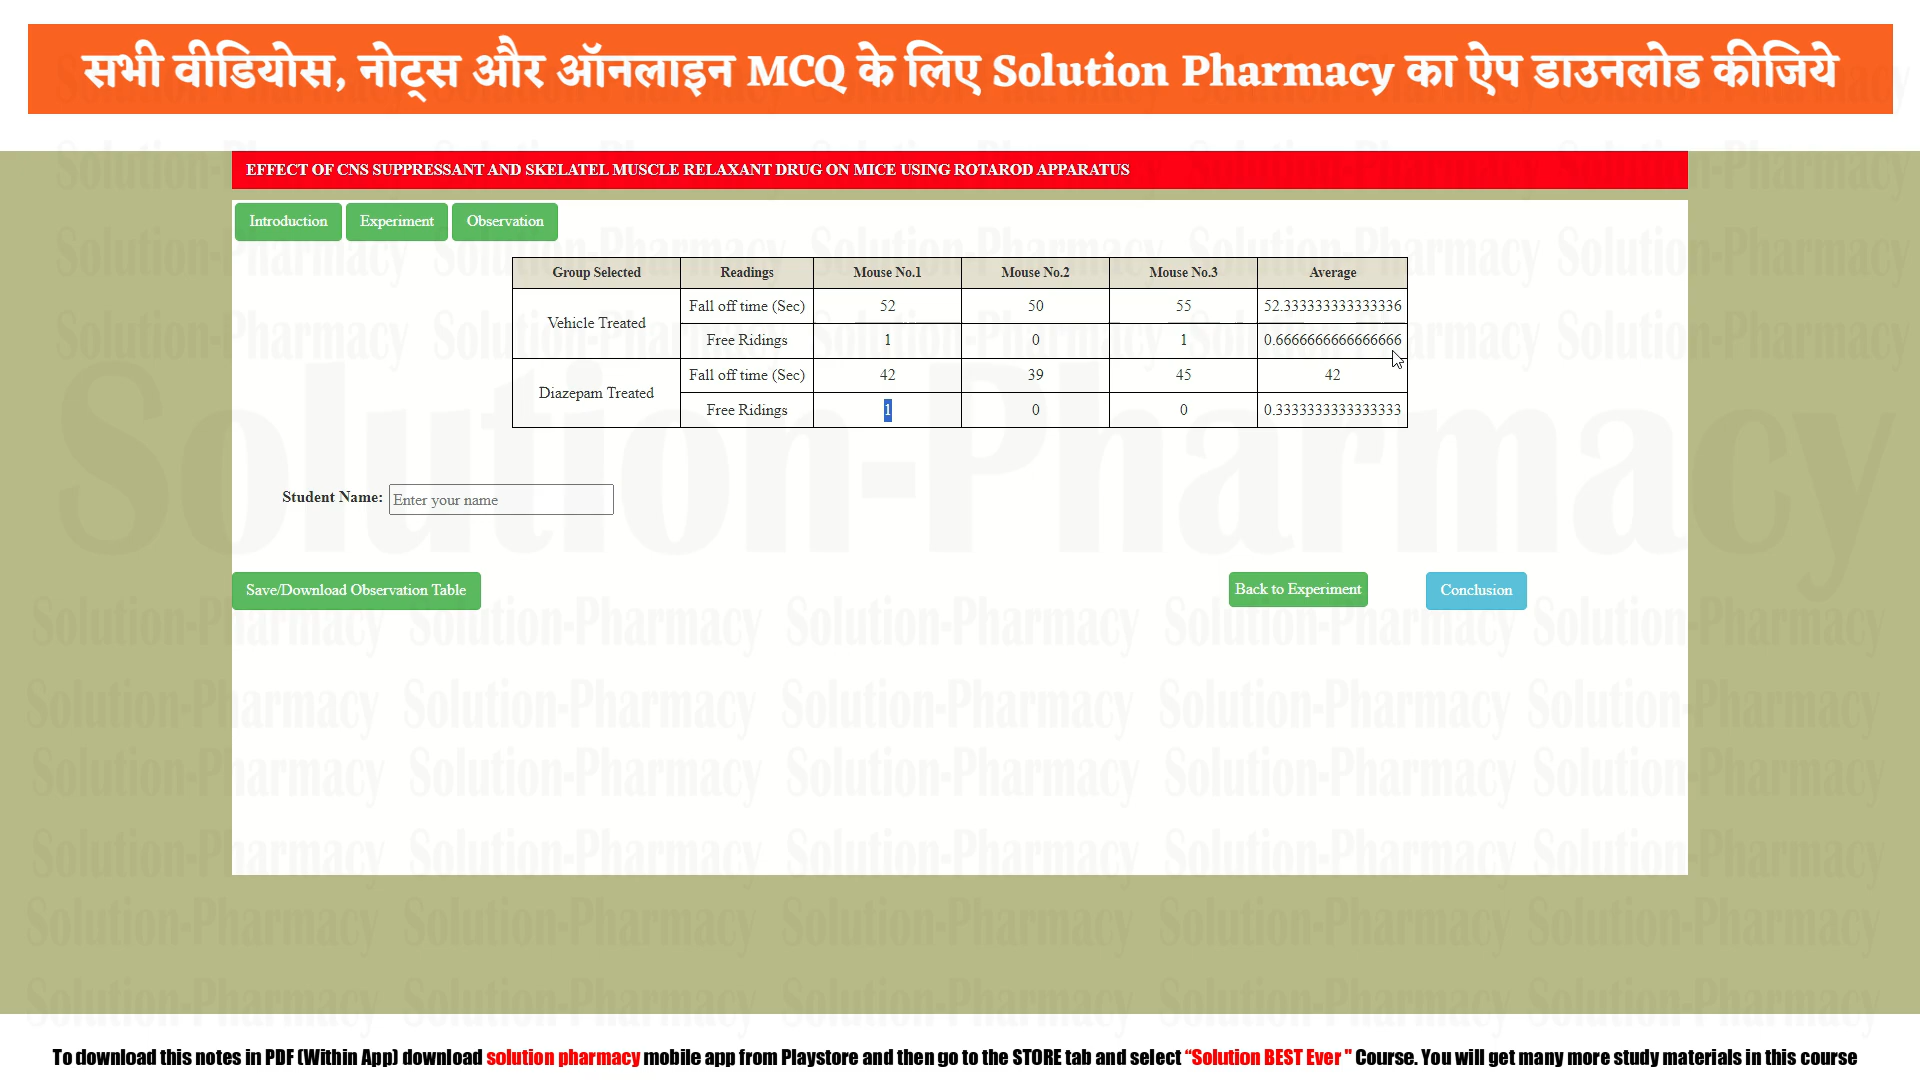 सभी वीडियोस, नोट्स और ऑनलाइन MCQ के लिए Solution Pharmacy का ऐप डाउनलोड कीजिये
EFFECT OF CNS SUPPRESSANT AND SKELATEL MUSCLE RELAXANT DRUG ON MICE USING ROTAROD APPARATUS
Introduction Experiment Observation
Group Selected Readings Mouse No.1 Mouse No.2 Mouse No.3 Average
Vehicle Treated
Fall off time (Sec) 52 50 55 52.333333333333336
Free Ridings 1 0 1 0.6666666666666666
Diazepam Treated
Fall off time (Sec) 42 39 45 42
Free Ridings 1 0 0 0.3333333333333333
Student Name: Enter your name
Save/Download Observation Table Back to Experiment Conclusion
Solution-Pharmacy
To download this notes in PDF (Within App) download solution pharmacy mobile app from Playstore and then go to the STORE tab and select “Solution BEST Ever " Course. You will get many more study materials in this course